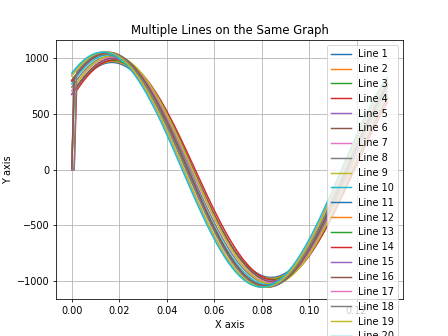 Multiple Lines on the Same Graph
Y axis
1000
500
0
−500
−1000
0.00
0.02
0.04
0.06
0.08
0.10
X axis
Line 1
Line 2
Line 3
Line 4
Line 5
Line 6
Line 7
Line 8
Line 9
Line 10
Line 11
Line 12
Line 13
Line 14
Line 15
Line 16
Line 17
Line 18
Line 19
Line 20